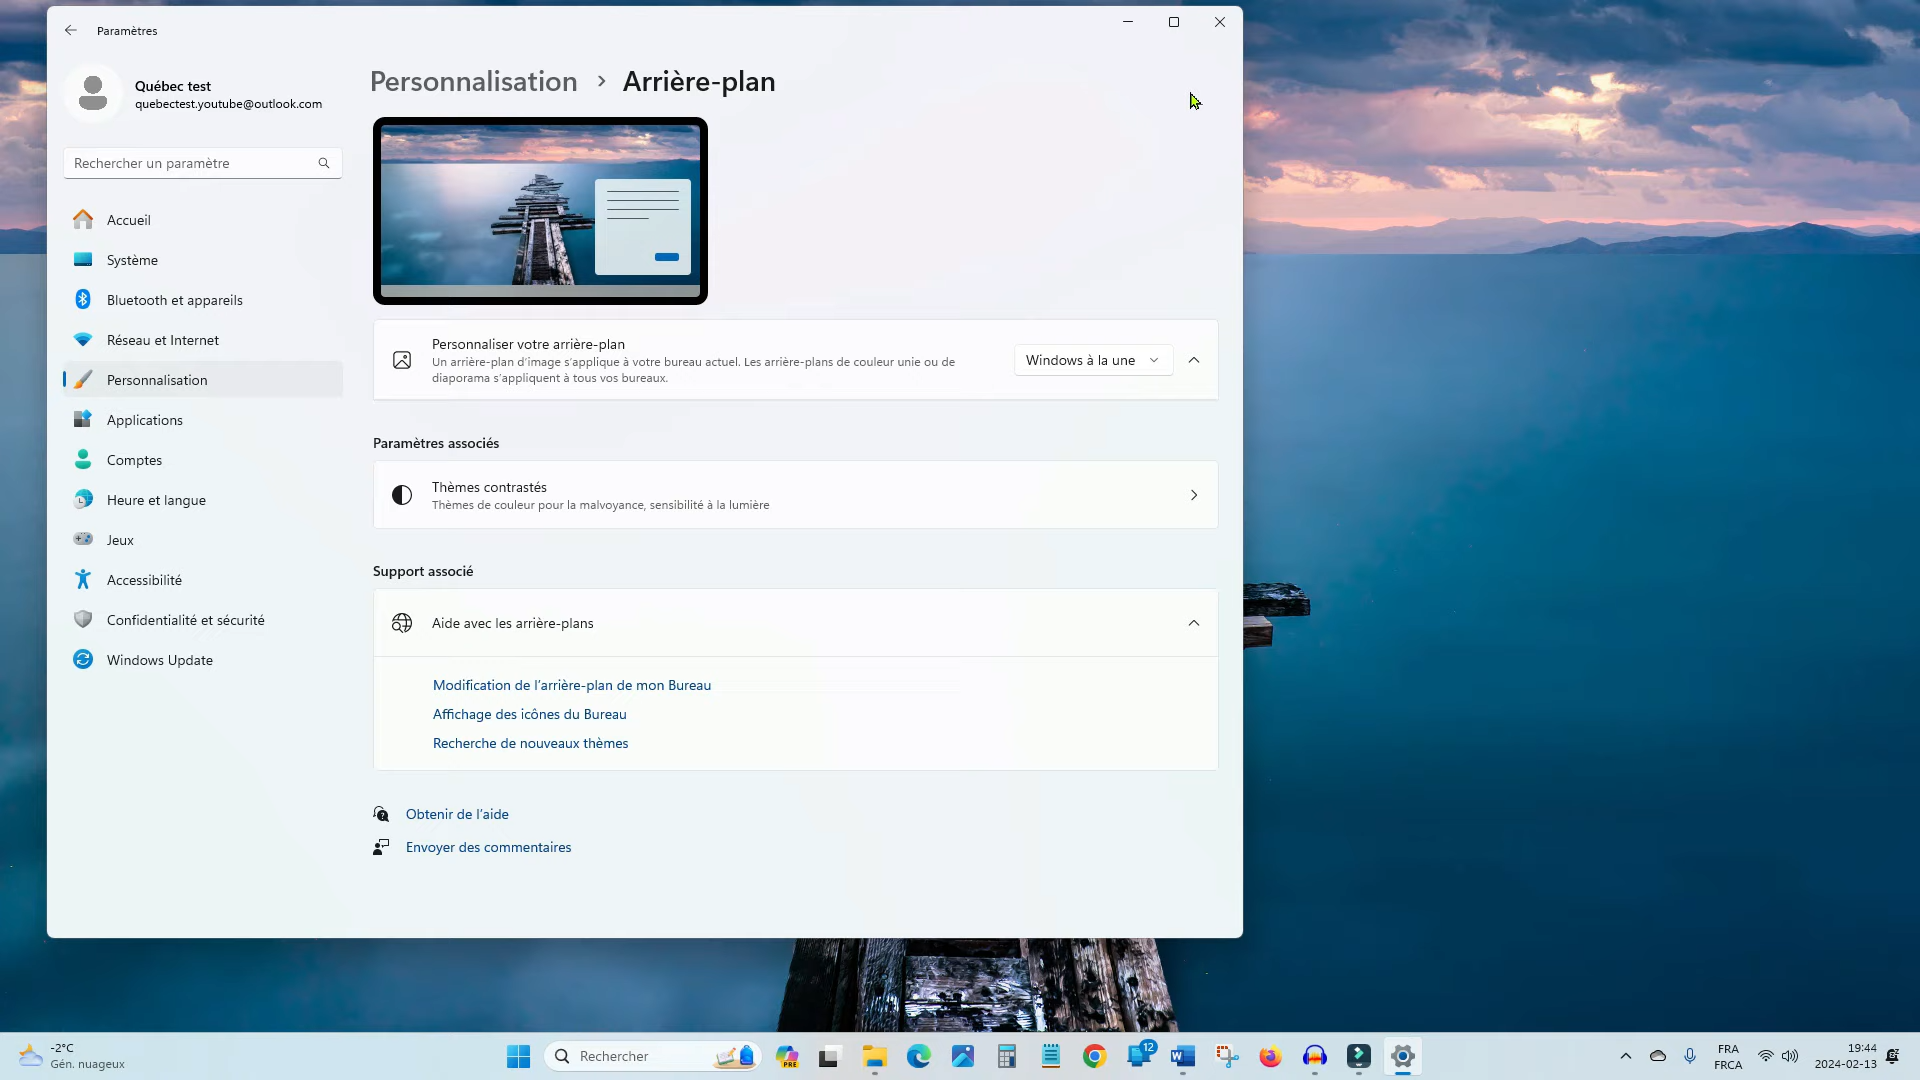 Paramètres
Québec test
quebectest.youtube@outlook.com
Rechercher un paramètre
Accueil
Système
Bluetooth et appareils
Réseau et Internet
Personnalisation
Applications
Comptes
Heure et langue
Jeux
Accessibilité
Confidentialité et sécurité
Windows Update
Personnalisation > Arrière-plan
Personnaliser votre arrière-plan
Un arrière-plan d'image s'applique à votre bureau actuel. Les arrière-plans de couleur unie ou de
diaporama s'appliquent à tous vos bureaux.
Windows à la une
Paramètres associés
Thèmes contrastés
Thèmes de couleur pour la malvoyance, sensibilité à la lumière
Support associé
Aide avec les arrière-plans
Modification de l'arrière-plan de mon Bureau
Affichage des icônes du Bureau
Recherche de nouveaux thèmes
Obtenir de l'aide
Envoyer des commentaires
-2°C
Gén. nuageux
Rechercher
PRE
12
FRA
FRCA
19:44
2024-02-13